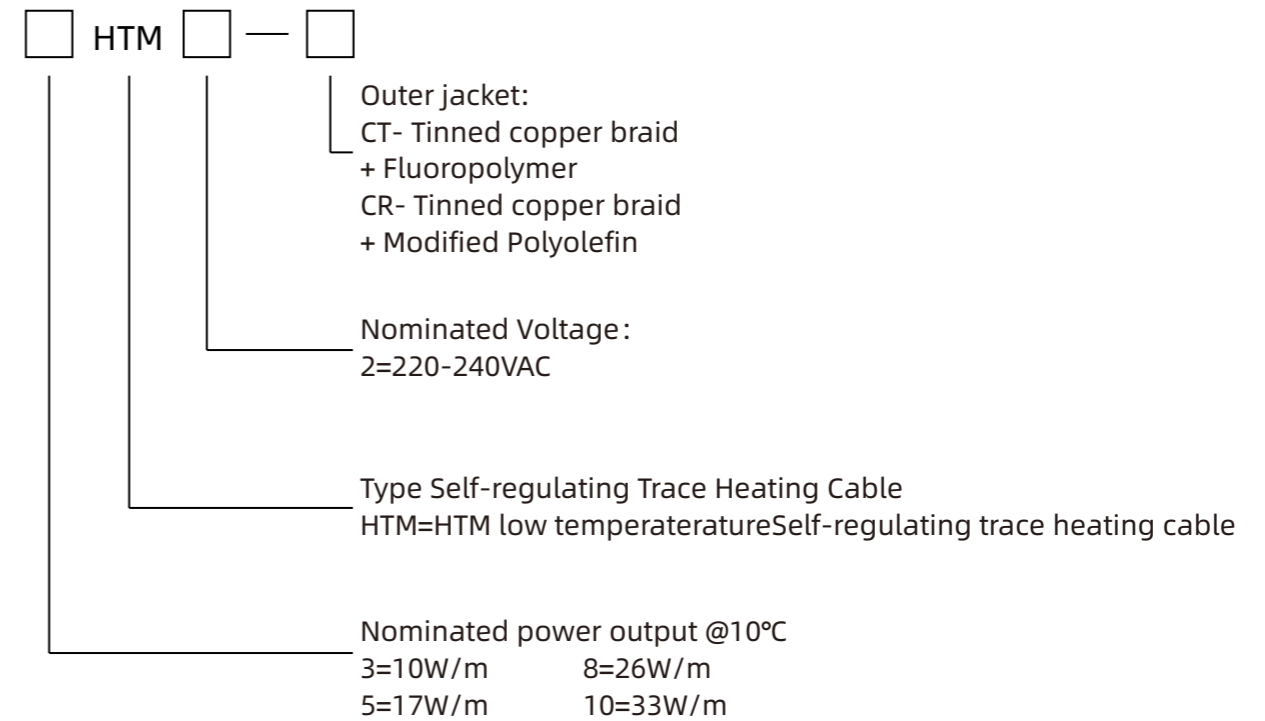 HTM —
Outer jacket:
CT- Tinned copper braid
+ Fluoropolymer
CR- Tinned copper braid
+ Modified Polyolefin
Nominated Voltage:
2=220-240VAC
Type Self-regulating Trace Heating Cable
HTM=HTM low temperateratureSelf-regulating trace heating cable
Nominated power output @10℃
3=10W/m 8=26W/m
5=17W/m 10=33W/m